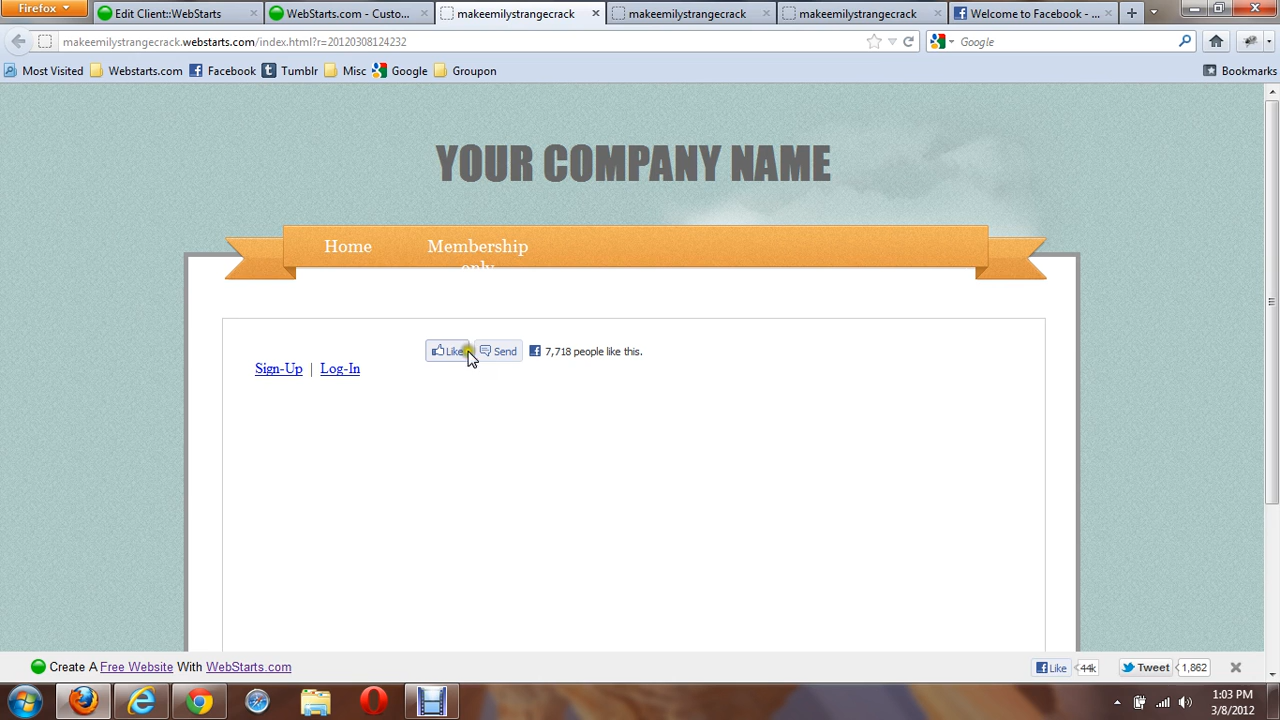 Firefox
Edit Client::WebStarts
WebStarts.com - Custo...
makeemilystrangecrack
makeemilystrangecrack
makeemilystrangecrack
Welcome to Facebook - ...
makeemilystrangecrack.webstarts.com/index.html?r=20120308124232
Google
Most Visited
Webstarts.com
Facebook
Tumblr
Misc
Google
Groupon
Bookmarks
YOUR COMPANY NAME
Home
Membership
only
Like
Send
7,718 people like this.
Sign-Up | Log-In
Create A Free Website With WebStarts.com
Like
44k
Tweet
1,862
1:03 PM
3/8/2012